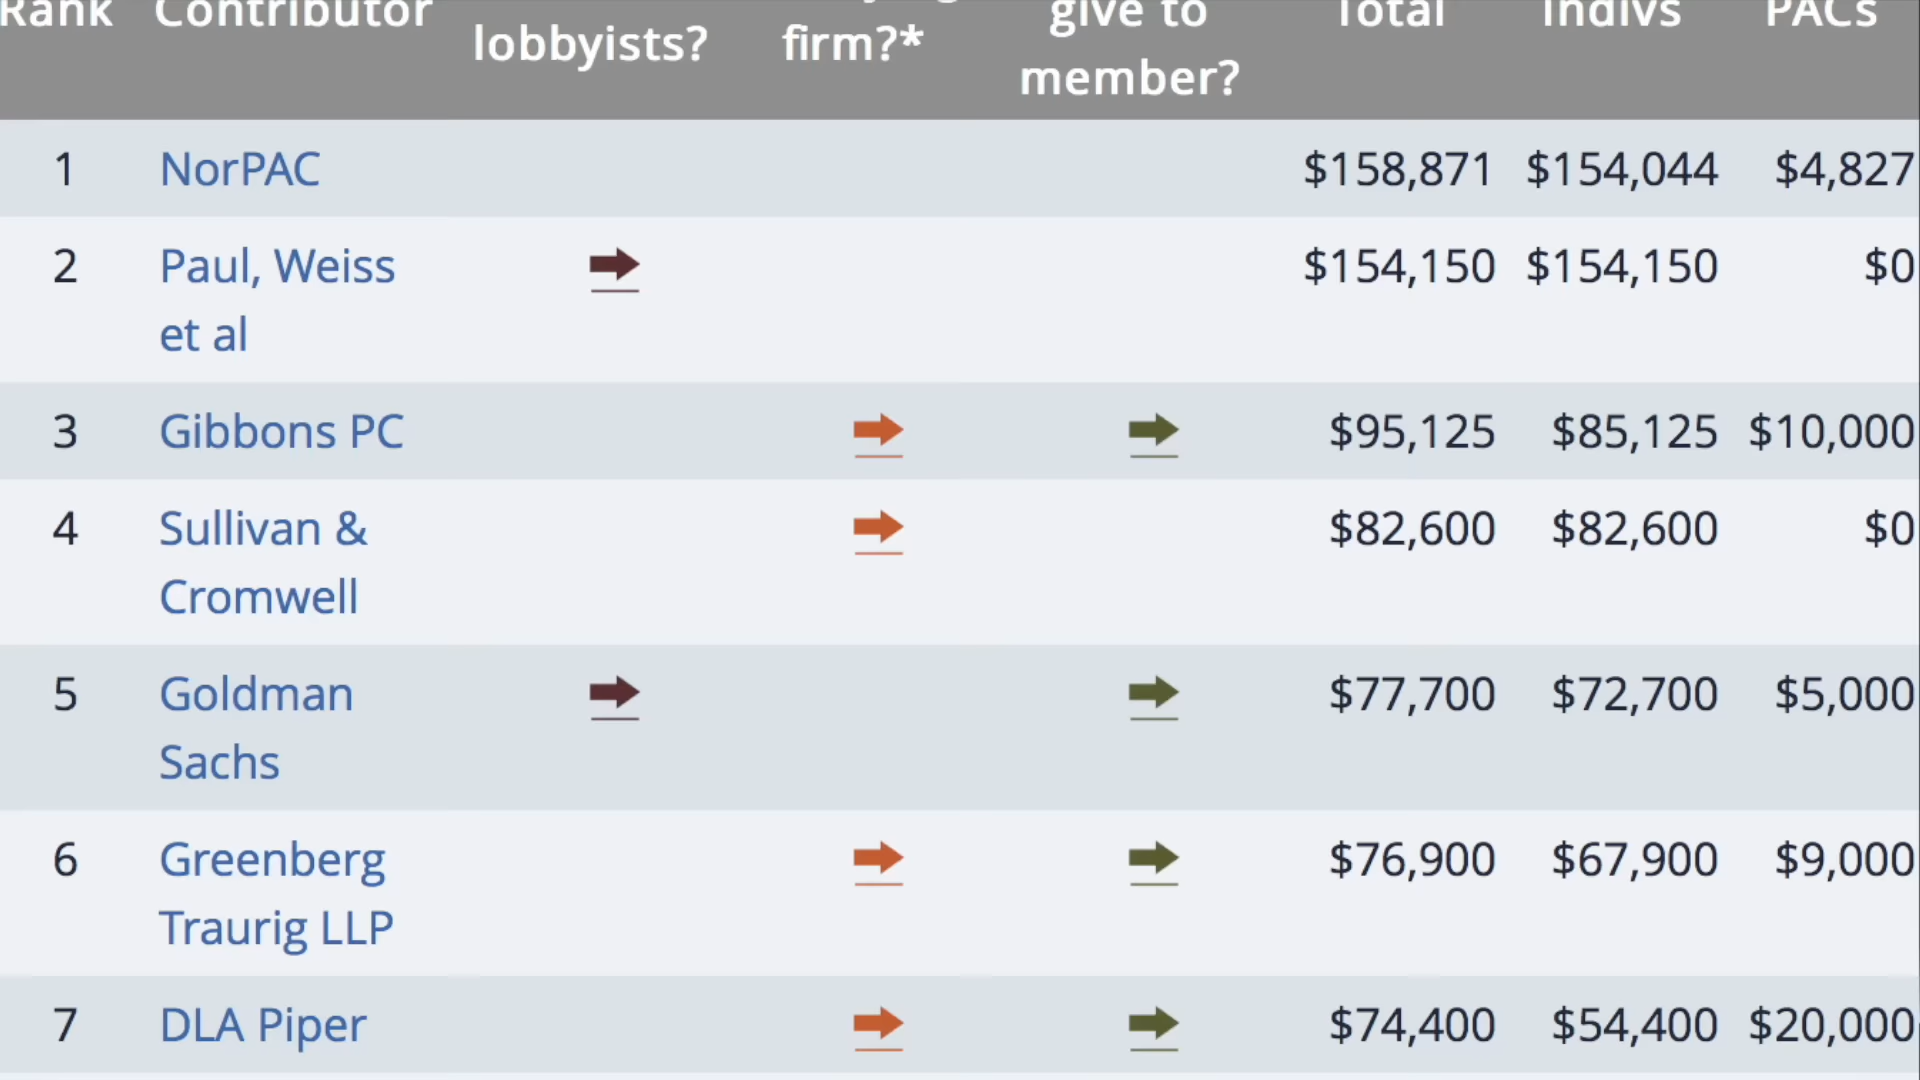 Rank Contributor give to Total Indivs PACs
lobbyists? firm?*
member?
1 NorPAC $158,871 $154,044 $4,827
2 Paul, Weiss $154,150 $154,150 $0
et al
3 Gibbons PC $95,125 $85,125 $10,000
4 Sullivan & $82,600 $82,600 $0
Cromwell
5 Goldman $77,700 $72,700 $5,000
Sachs
6 Greenberg $76,900 $67,900 $9,000
Traurig LLP
7 DLA Piper $74,400 $54,400 $20,000